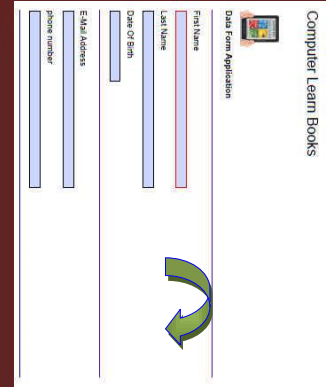 Computer Learn Books
Data Form Application
First Name
Last Name
Date Of Birth
E-Mail Address
phone number